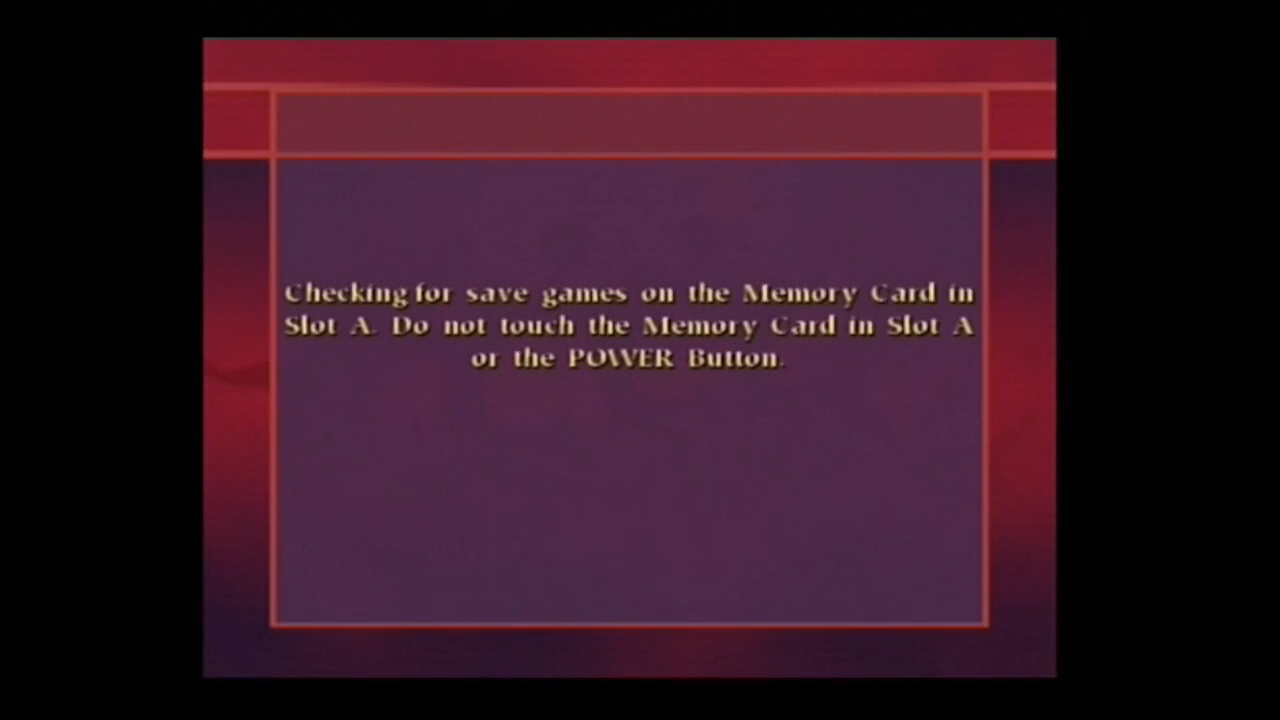 Checking for save games on the Memory Card in
Slot A. Do not touch the Memory Card in Slot A
or the POWER Button.